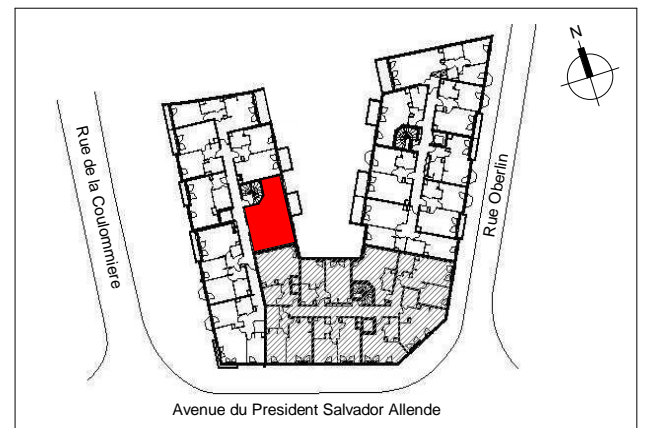 N
Rue de la Coulommiere
Rue Oberlin
Avenue du President Salvador Allende